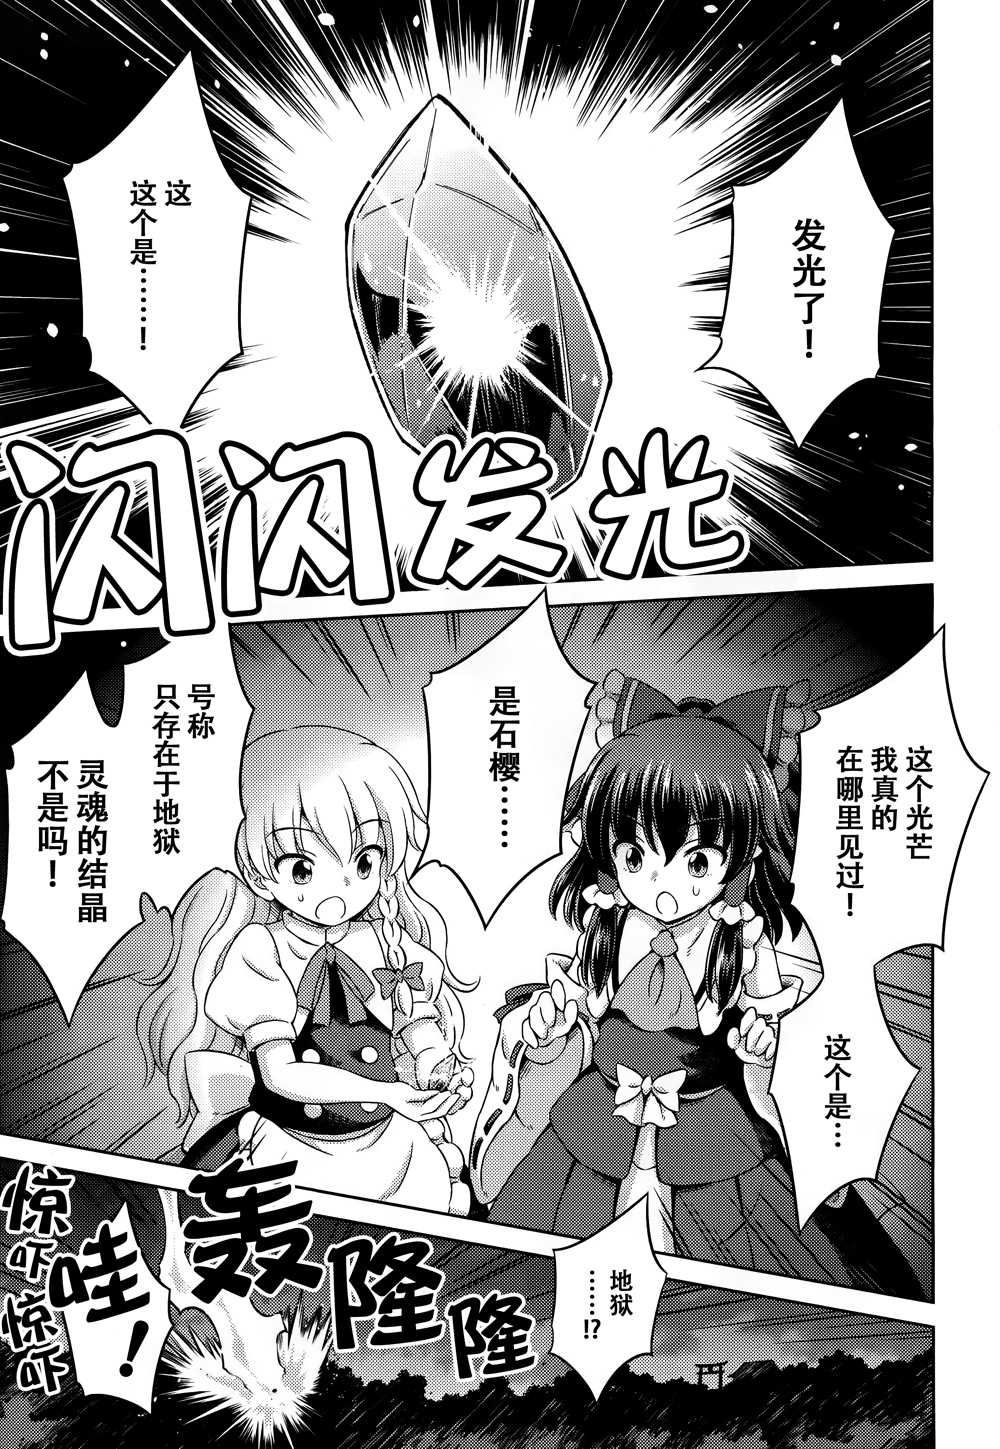 发光了！
这
这个是……！
闪闪发光
这个光芒
我真的
在哪里见过！
这个是…
是石樱……
号称
只存在于地狱
灵魂的结晶
不是吗！
地狱
……!?
轰隆隆
哇！
惊吓惊吓